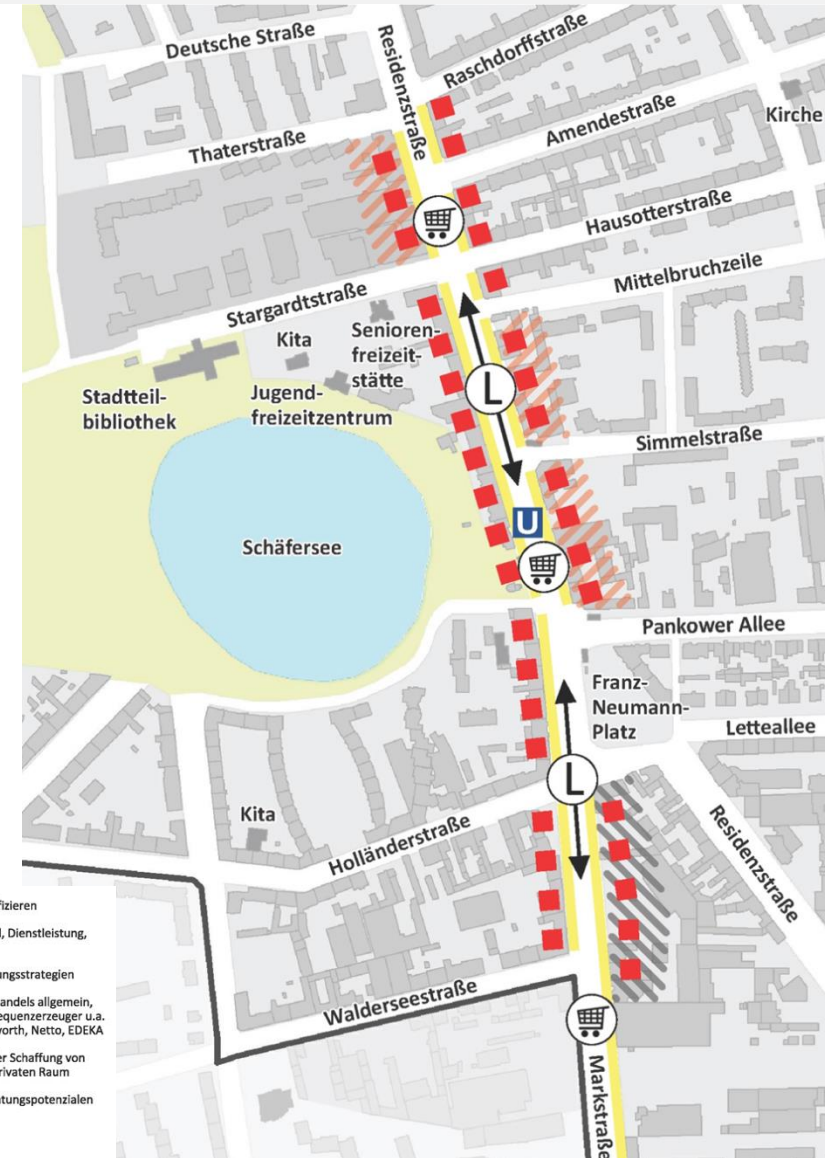 Deutsche Straße
Residenzstraße
Raschdorffstraße
Thaterstraße
Amendestraße
Kirche
Hausotterstraße
Mittelbruchzeile
Stargardtstraße
Kita
Senioren-
freizeit-
stätte
Stadtteil-
bibliothek
Jugend-
freizeitzentrum
L
Simmelstraße
U
Schäfersee
Pankower Allee
Franz-
Neumann-
Platz
Letteallee
L
Kita
Holländerstraße
Residenzstraße
Walderseestraße
Markstraße
fizieren
, Dienstleistung,
ungsstrategien
andels allgemein,
equenzerzeuger u.a.
worth, Netto, EDEKA
er Schaffung von
rivaten Raum
tungspotenzialen